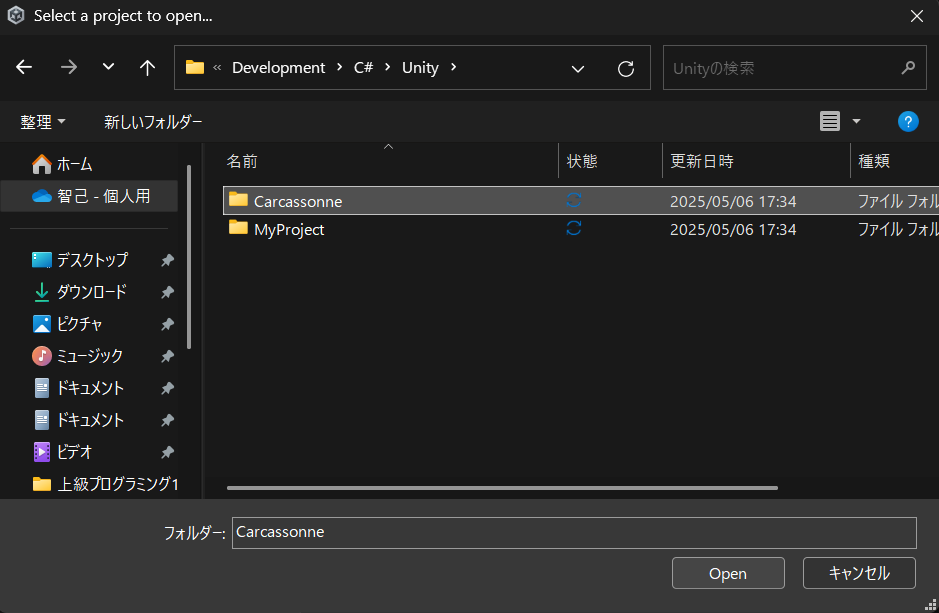 Select a project to open...
« Development › C# › Unity ›
Unityの検索
整理
新しいフォルダー
名前 状態 更新日時 種類
ホーム
智己 - 個人用
Carcassonne 2025/05/06 17:34 ファイル フォル
MyProject 2025/05/06 17:34 ファイル フォル
デスクトップ
ダウンロード
ピクチャ
ミュージック
ドキュメント
ドキュメント
ビデオ
上級プログラミング1
フォルダー: Carcassonne
Open キャンセル